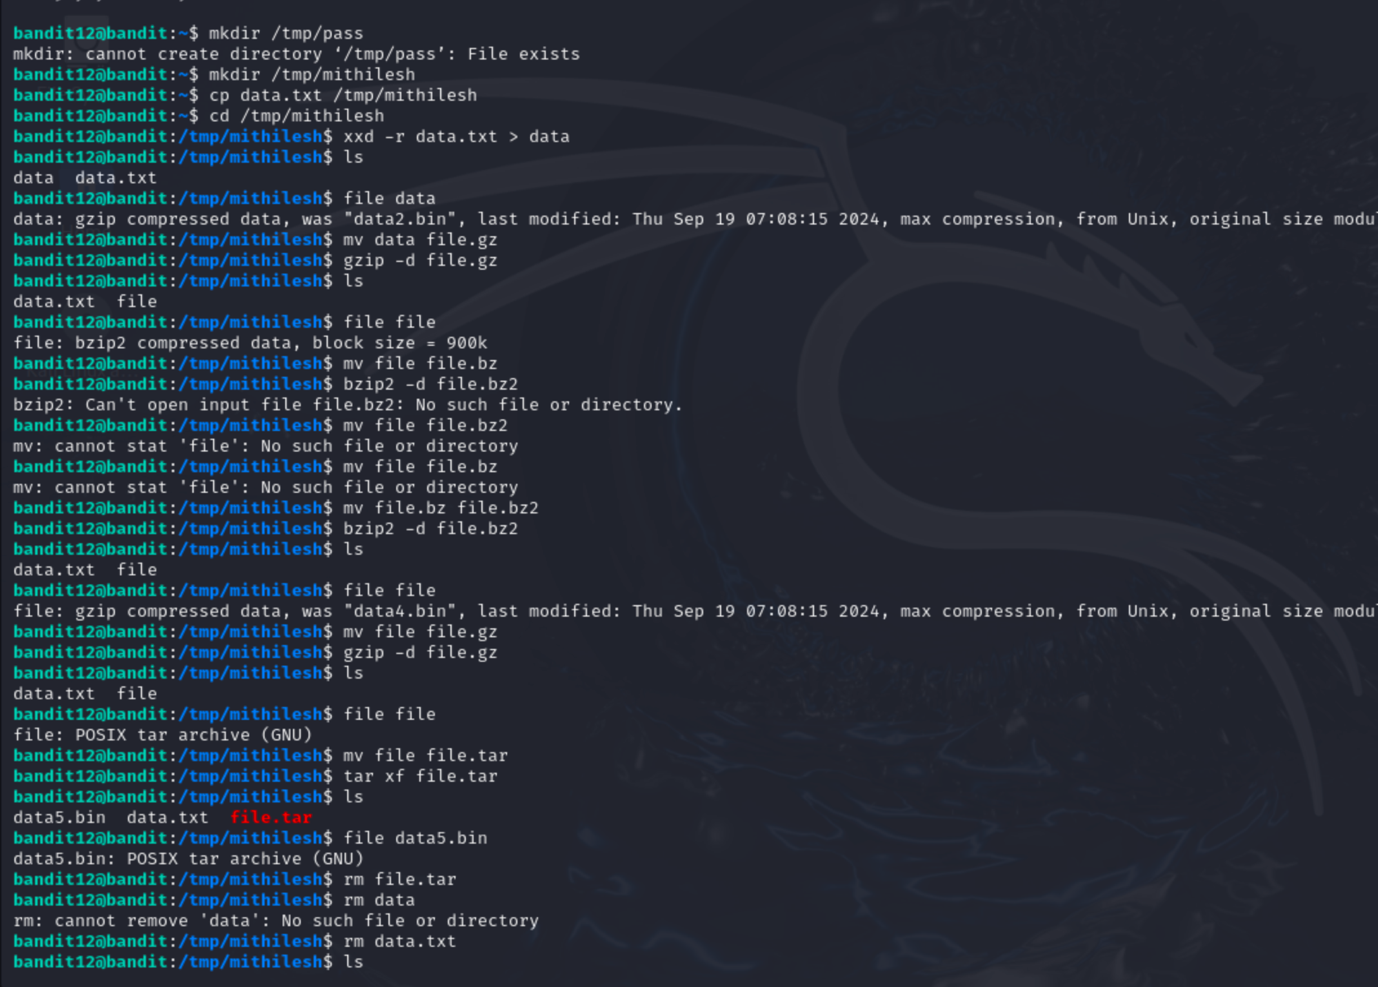 bandit12@bandit:~$ mkdir /tmp/pass
mkdir: cannot create directory ‘/tmp/pass’: File exists
bandit12@bandit:~$ mkdir /tmp/mithilesh
bandit12@bandit:~$ cp data.txt /tmp/mithilesh
bandit12@bandit:~$ cd /tmp/mithilesh
bandit12@bandit:/tmp/mithilesh$ xxd -r data.txt > data
bandit12@bandit:/tmp/mithilesh$ ls
data  data.txt
bandit12@bandit:/tmp/mithilesh$ file data
data: gzip compressed data, was "data2.bin", last modified: Thu Sep 19 07:08:15 2024, max compression, from Unix, original size modul
bandit12@bandit:/tmp/mithilesh$ mv data file.gz
bandit12@bandit:/tmp/mithilesh$ gzip -d file.gz
bandit12@bandit:/tmp/mithilesh$ ls
data.txt  file
bandit12@bandit:/tmp/mithilesh$ file file
file: bzip2 compressed data, block size = 900k
bandit12@bandit:/tmp/mithilesh$ mv file file.bz
bandit12@bandit:/tmp/mithilesh$ bzip2 -d file.bz2
bzip2: Can't open input file file.bz2: No such file or directory.
bandit12@bandit:/tmp/mithilesh$ mv file file.bz2
mv: cannot stat 'file': No such file or directory
bandit12@bandit:/tmp/mithilesh$ mv file file.bz
mv: cannot stat 'file': No such file or directory
bandit12@bandit:/tmp/mithilesh$ mv file.bz file.bz2
bandit12@bandit:/tmp/mithilesh$ bzip2 -d file.bz2
bandit12@bandit:/tmp/mithilesh$ ls
data.txt  file
bandit12@bandit:/tmp/mithilesh$ file file
file: gzip compressed data, was "data4.bin", last modified: Thu Sep 19 07:08:15 2024, max compression, from Unix, original size modul
bandit12@bandit:/tmp/mithilesh$ mv file file.gz
bandit12@bandit:/tmp/mithilesh$ gzip -d file.gz
bandit12@bandit:/tmp/mithilesh$ ls
data.txt  file
bandit12@bandit:/tmp/mithilesh$ file file
file: POSIX tar archive (GNU)
bandit12@bandit:/tmp/mithilesh$ mv file file.tar
bandit12@bandit:/tmp/mithilesh$ tar xf file.tar
bandit12@bandit:/tmp/mithilesh$ ls
data5.bin  data.txt  file.tar
bandit12@bandit:/tmp/mithilesh$ file data5.bin
data5.bin: POSIX tar archive (GNU)
bandit12@bandit:/tmp/mithilesh$ rm file.tar
bandit12@bandit:/tmp/mithilesh$ rm data
rm: cannot remove 'data': No such file or directory
bandit12@bandit:/tmp/mithilesh$ rm data.txt
bandit12@bandit:/tmp/mithilesh$ ls